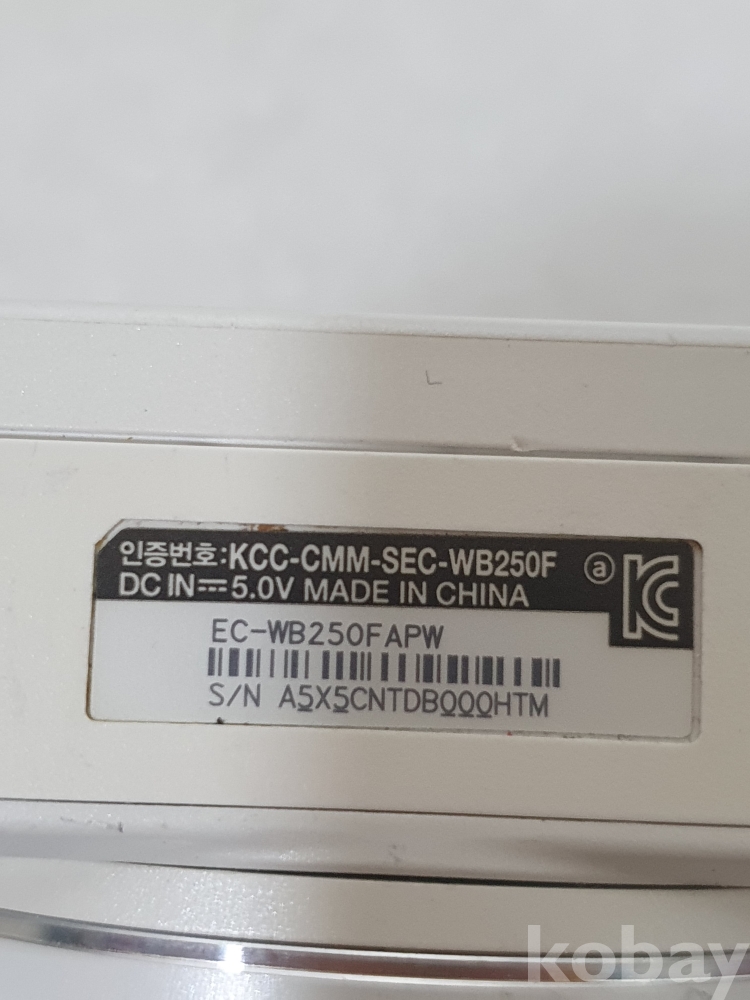 인증번호:KCC-CMM-SEC-WB250F ⓐ
DC IN⎓5.0V MADE IN CHINA
EC-WB250FAPW
S/N A5X5CNTDB000HTM
kobay